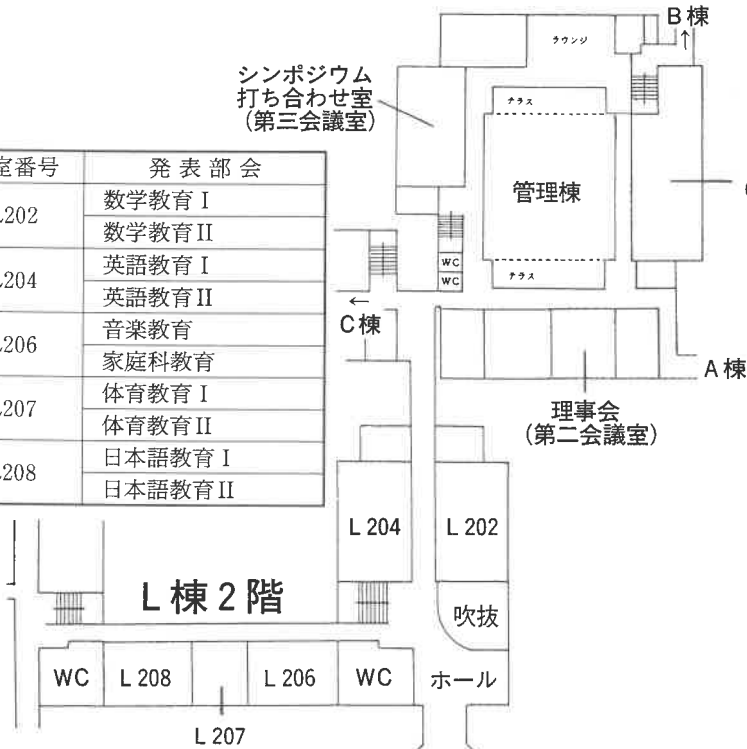 B棟
↑
ラウンジ
シンポジウム
打ち合わせ室
(第三会議室)
テラス
管理棟
WC
WC
テラス
←
C棟
A棟
理事会
(第二会議室)
室番号 発表部会
L202 数学教育Ⅰ
数学教育Ⅱ
L204 英語教育Ⅰ
英語教育Ⅱ
L206 音楽教育
家庭科教育
L207 体育教育Ⅰ
体育教育Ⅱ
L208 日本語教育Ⅰ
日本語教育Ⅱ
L 204
L 202
L棟2階
吹抜
WC
L 208
L 206
WC
ホール
L 207